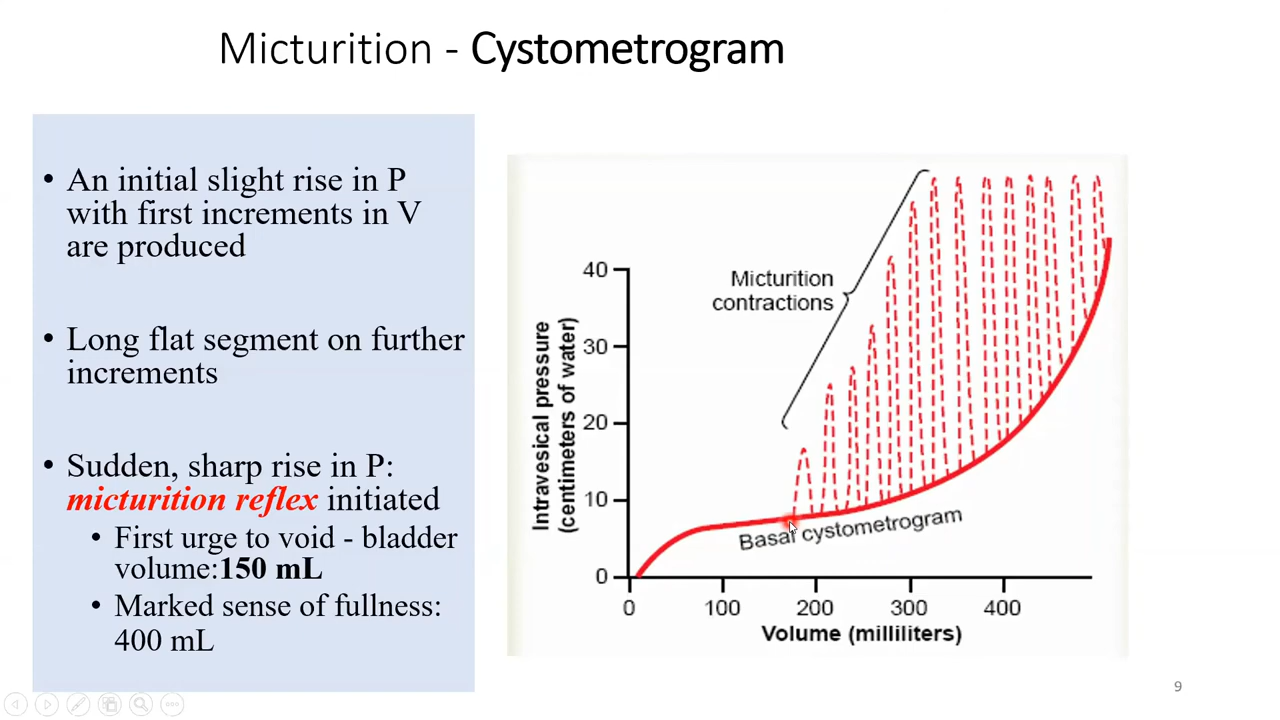 Micturition - Cystometrogram
• An initial slight rise in P
with first increments in V
are produced
• Long flat segment on further
increments
• Sudden, sharp rise in P:
micturition reflex initiated
• First urge to void - bladder
volume:150 mL
• Marked sense of fullness:
400 mL
Micturition
contractions
Intravesical pressure
(centimeters of water)
40
30
20
10
0
Basal cystometrogram
0 100 200 300 400
Volume (milliliters)
9